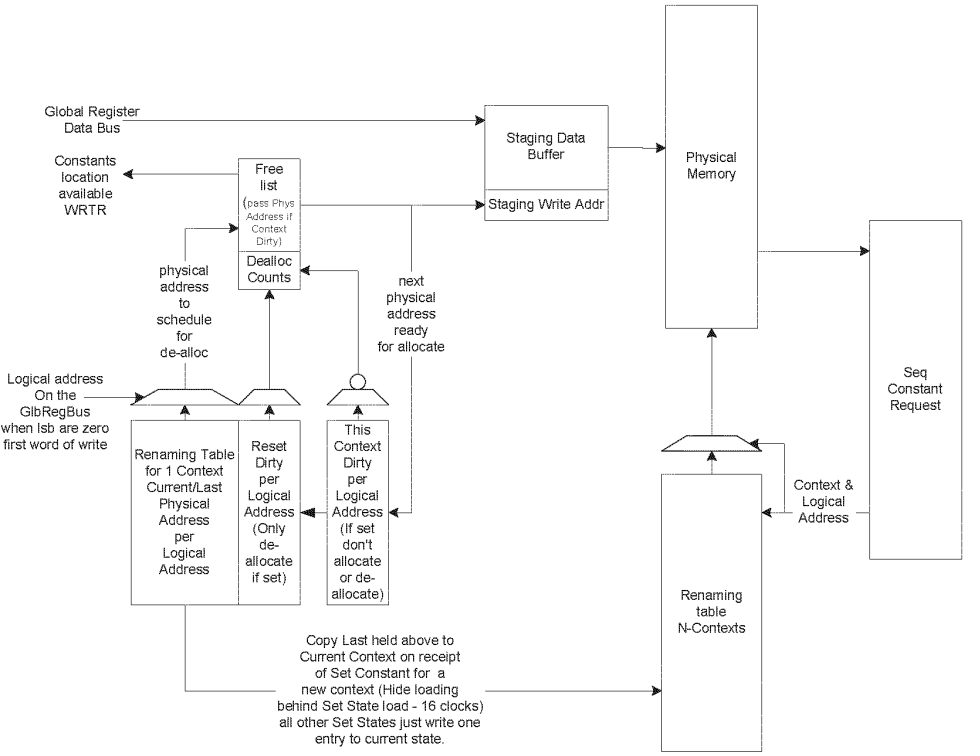 Global Register
Data Bus
Constants
location
available
WRTR
Free
list
(pass Phys
Address if
Context
Dirty)
Dealloc
Counts
Staging Data
Buffer
Staging Write Addr
Physical
Memory
physical
address
to
schedule
for
de-alloc
next
physical
address
ready
for allocate
Seq
Constant
Request
Logical address
On the
GlbRegBus
when lsb are zero
first word of write
Renaming Table
for 1 Context
Current/Last
Physical
Address
per
Logical
Address
Reset
Dirty
per
Logical
Address
(Only
de-
allocate
if set)
This
Context
Dirty
per
Logical
Address
(If set
don't
allocate
or de-
allocate)
Context &
Logical
Address
Renaming
table
N-Contexts
Copy Last held above to
Current Context on receipt
of Set Constant for a
new context (Hide loading
behind Set State load - 16 clocks)
all other Set States just write one
entry to current state.